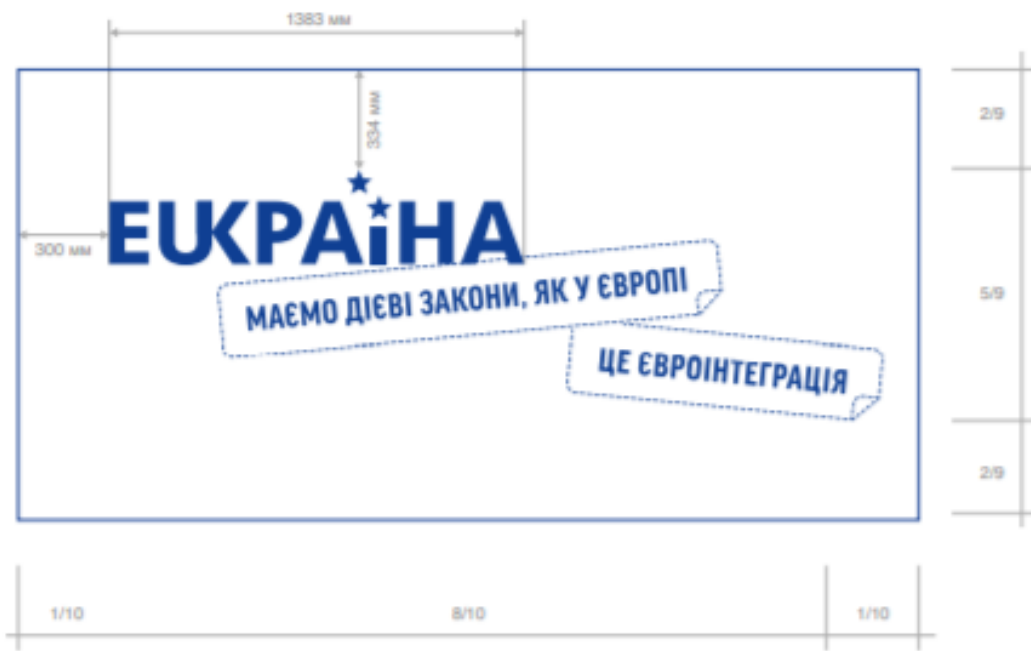 1383 мм
334 мм
2/9
EUКРАЇНА
300 мм
МАЄМО ДІЄВІ ЗАКОНИ, ЯК У ЄВРОПІ
5/9
ЦЕ ЄВРОІНТЕГРАЦІЯ
2/9
1/10 8/10 1/10